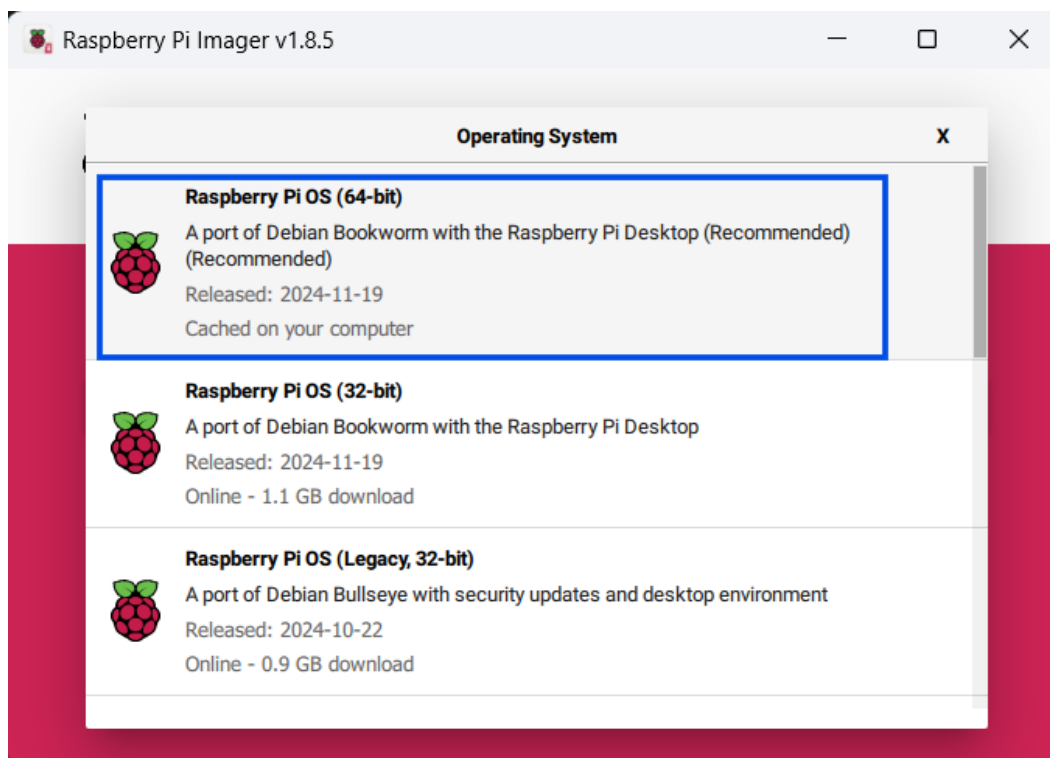 Raspberry Pi Imager v1.8.5
Operating System
X
Raspberry Pi OS (64-bit)
A port of Debian Bookworm with the Raspberry Pi Desktop (Recommended)
(Recommended)
Released: 2024-11-19
Cached on your computer
Raspberry Pi OS (32-bit)
A port of Debian Bookworm with the Raspberry Pi Desktop
Released: 2024-11-19
Online - 1.1 GB download
Raspberry Pi OS (Legacy, 32-bit)
A port of Debian Bullseye with security updates and desktop environment
Released: 2024-10-22
Online - 0.9 GB download